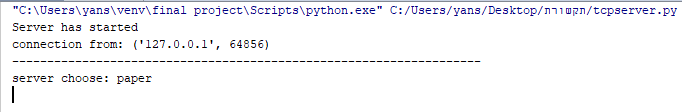 "C:\Users\yans\venv\final project\Scripts\python.exe" C:/Users/yans/Desktop/תקשורת/tcpserver.py
Server has started
connection from: ('127.0.0.1', 64856)
-------------------------------------------------------------------
server choose: paper